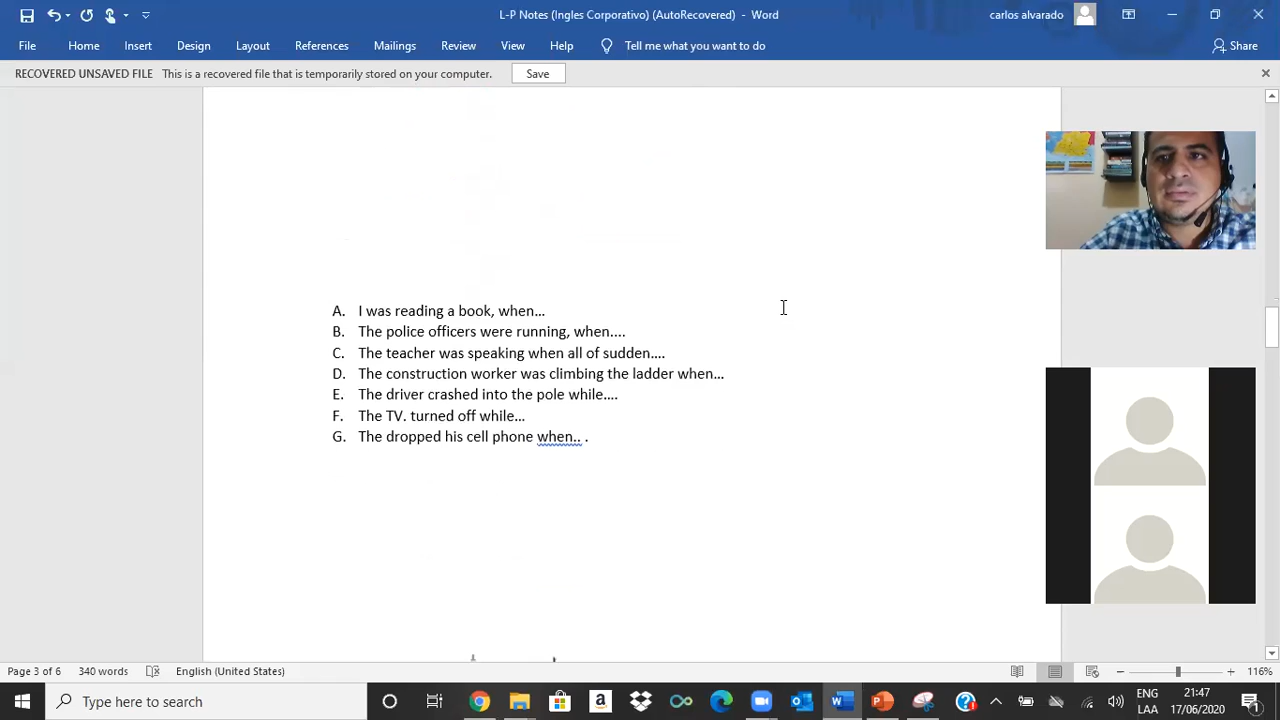 L-P Notes (Ingles Corporativo) (AutoRecovered) - Word
carlos alvarado
File Home Insert Design Layout References Mailings Review View Help Tell me what you want to do Share
RECOVERED UNSAVED FILE This is a recovered file that is temporarily stored on your computer. Save
A. I was reading a book, when...
B. The police officers were running, when....
C. The teacher was speaking when all of sudden....
D. The construction worker was climbing the ladder when...
E. The driver crashed into the pole while....
F. The TV. turned off while...
G. The dropped his cell phone when.. .
Page 3 of 6 340 words English (United States) 116%
Type here to search
ENG 21:47
LAA 17/06/2020